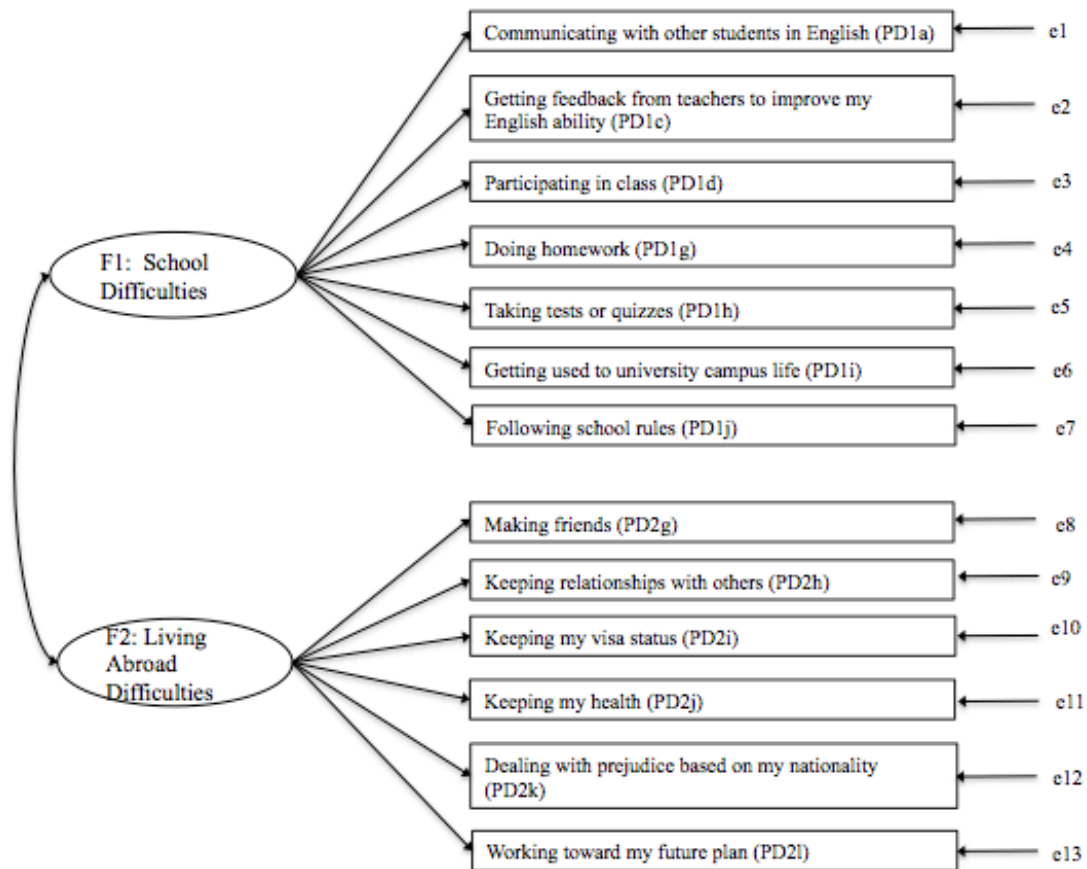 Communicating with other students in English (PD1a)
e1
Getting feedback from teachers to improve my
English ability (PD1c)
e2
Participating in class (PD1d)
e3
F1: School
Difficulties
Doing homework (PD1g)
e4
Taking tests or quizzes (PD1h)
e5
Getting used to university campus life (PD1i)
e6
Following school rules (PD1j)
e7
Making friends (PD2g)
e8
Keeping relationships with others (PD2h)
e9
F2: Living
Abroad
Difficulties
Keeping my visa status (PD2i)
e10
Keeping my health (PD2j)
e11
Dealing with prejudice based on my nationality
(PD2k)
e12
Working toward my future plan (PD2l)
e13